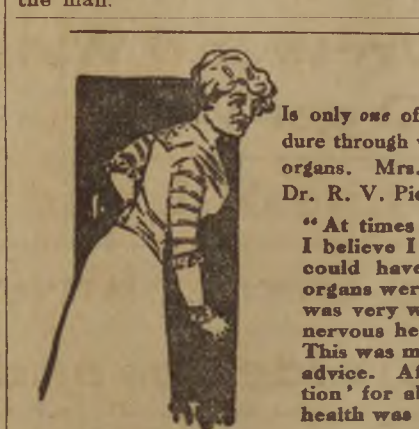 the man.
Is only one of
dure through
organs. Mrs.
Dr. R. V. Pie
"At times
I believe I
could have
organs wer
was very w
nervous he
This was m
advice. Af
tion' for ab
health was